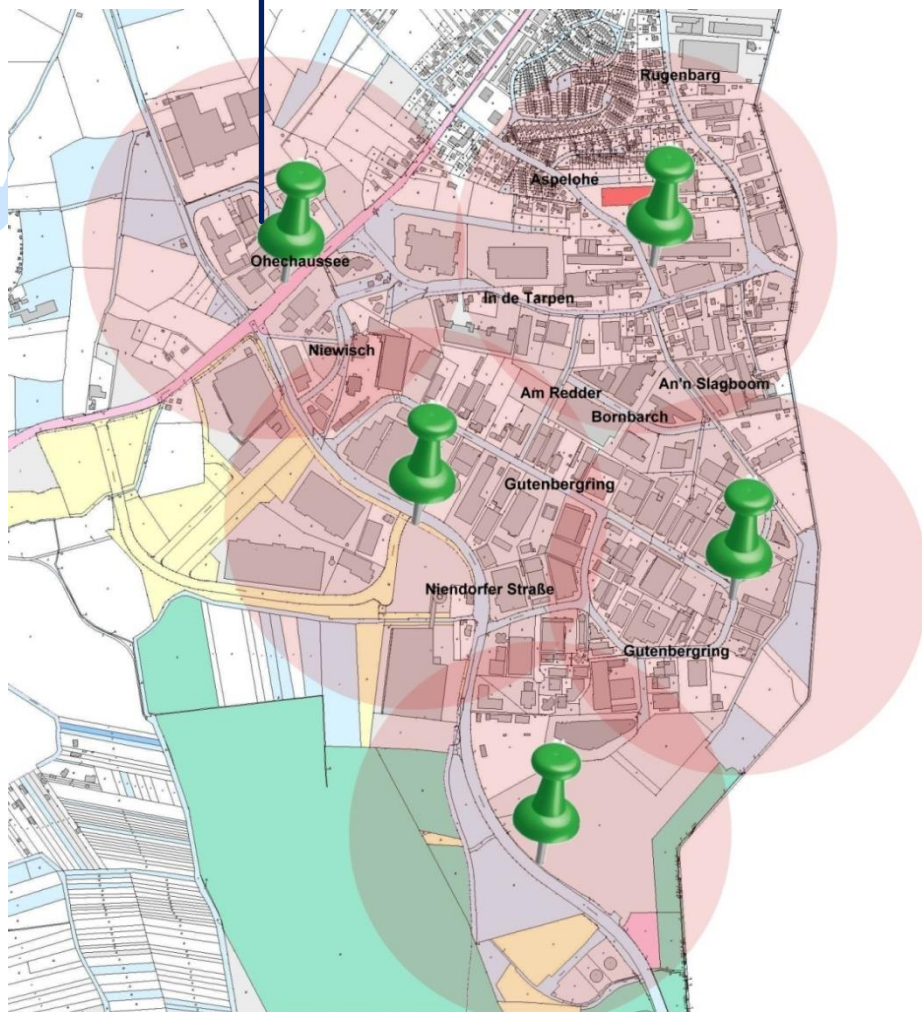 Rugenbarg
Aspelohe
Ohechaussee
In de Tarpen
Niewisch
An'n Slagboom
Am Redder
Bornbarch
Gutenbergring
Niendorfer Straße
Gutenbergring